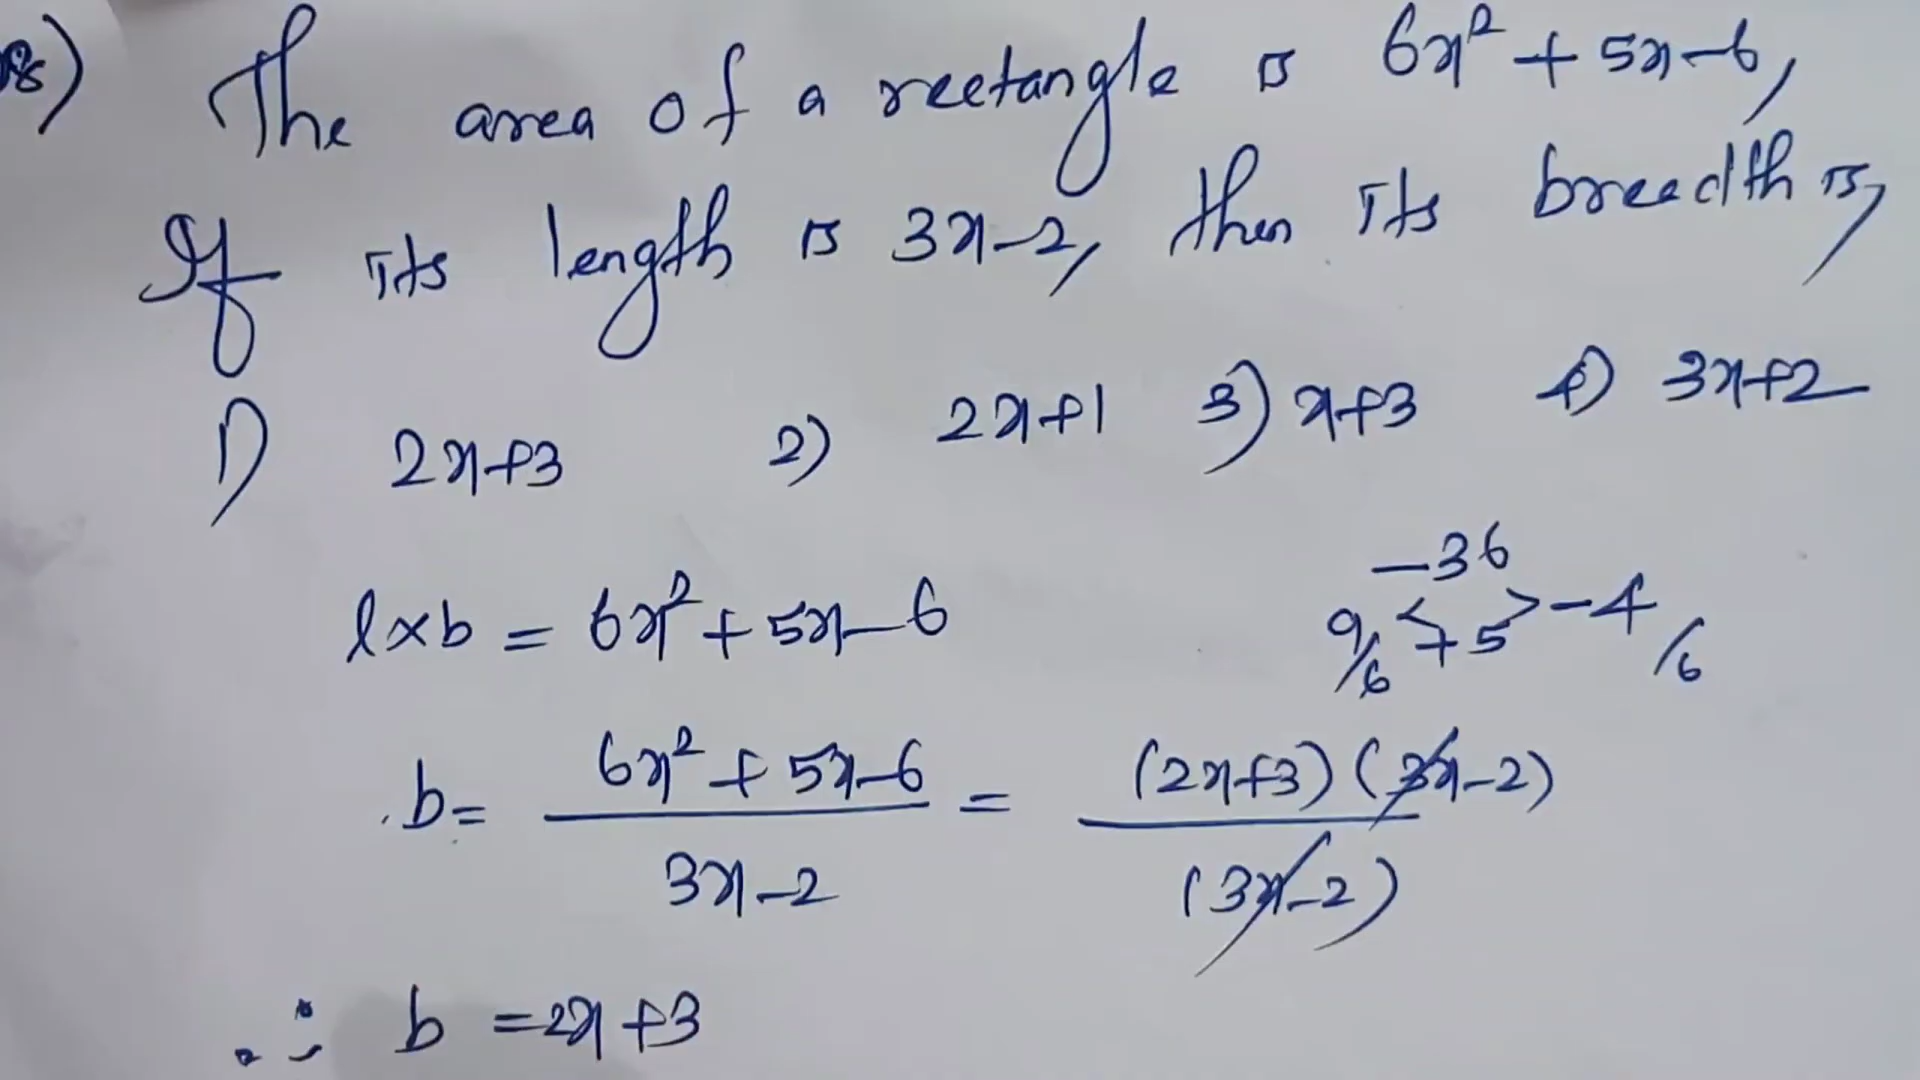 8) The area of a rectangle is 6x² + 5x-6,
If its length is 3x-2, then its breadth is,
1) 2x+3 2) 2x+1 3) x+3 4) 3x+2
l×b = 6x² + 5x-6
-36
9/6 < +5 > -4/6
b = 6x² + 5x-6 / 3x-2 = (2x+3)(3x-2) / (3x-2)
∴ b = 2x+3